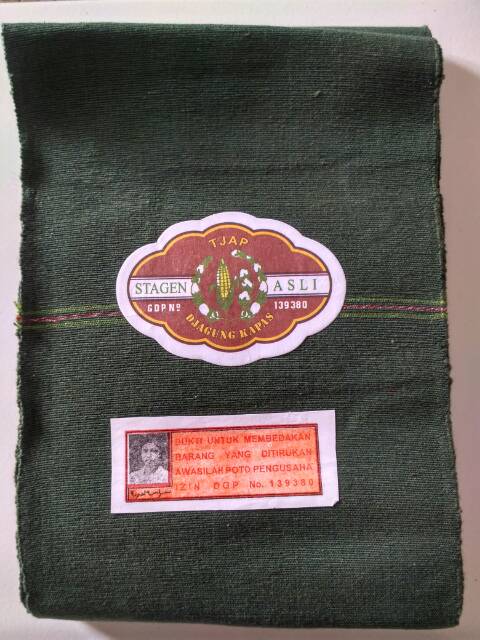 TJAP
STAGEN ASLI
GDP Nº 139380
DJAGUNG KAPAS
BUKTI UNTUK MEMBEDAKAN
BARANG YANG DITIRUKAN
AWASILAH POTO PENGUSAHA
IZIN DGP No. 139380